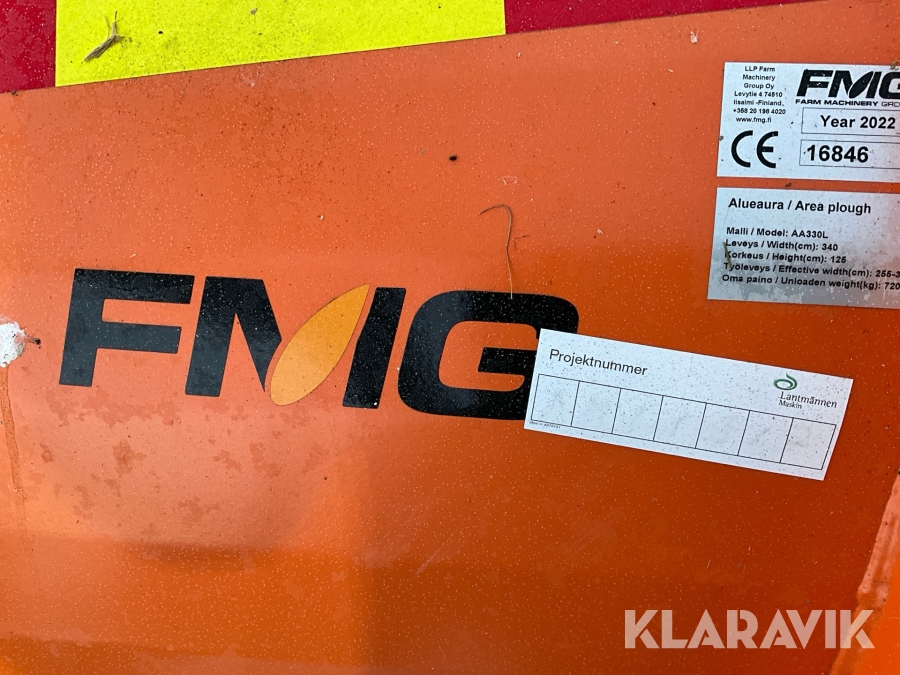 LLP Farm
Machinery
Group Oy
Levytie 4 74510
Iisalmi -Finland,
+358 20 198 4020
www.fmg.fi
FMG
FARM MACHINERY GRO
Year 2022
CE
16846
Alueaura / Area plough
Malli / Model: AA330L
Leveys / Width(cm): 340
Korkeus / Height(cm): 125
Työleveys / Effective width(cm): 255-3
Oma paino / Unloaden weight(kg): 720
FMG
Projektnummer
Lantmännen
Maskin
KLARAVIK